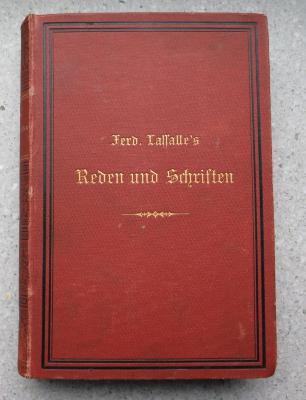 Ferd. Lassalle's
Reden und Schriften